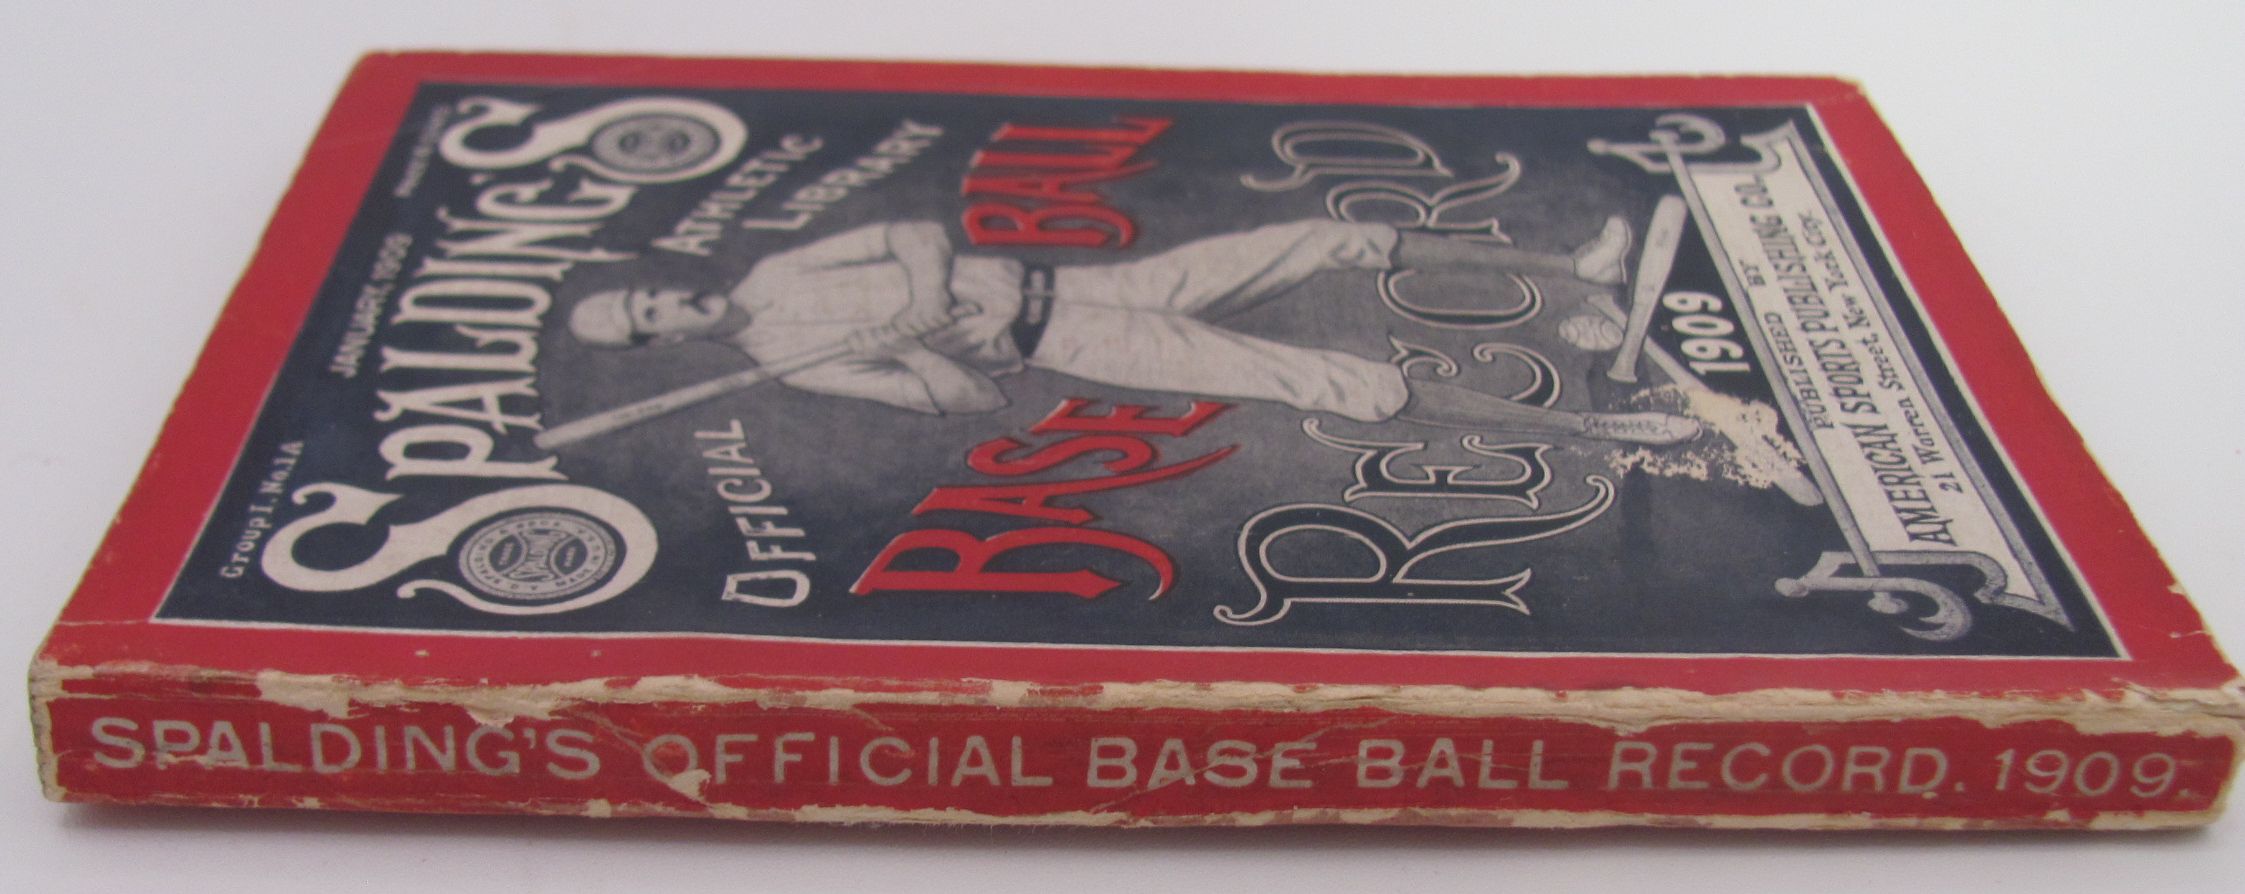 Group I. No. 1A
JANUARY, 1909
SPALDING'S
ATHLETIC
LIBRARY
OFFICIAL
BASE BALL
RECORD
1909
PUBLISHED BY
AMERICAN SPORTS PUBLISHING CO.
21 Warren Street, New York City.
SPALDING'S OFFICIAL BASE BALL RECORD. 1909.